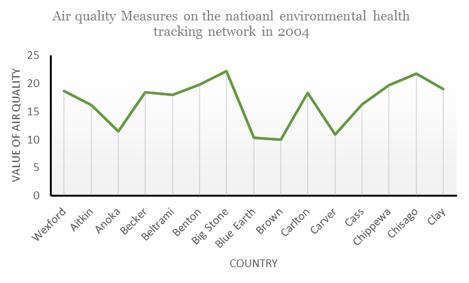 Air quality Measures on the natioanl environmental health
tracking network in 2004
VALUE OF AIR QUALITY
25
20
15
10
5
0
Wexford
Aitkin
Anoka
Becker
Beltrami
Benton
Big Stone
Blue Earth
Brown
Carlton
Carver
Cass
Chippewa
Chisago
Clay
COUNTRY